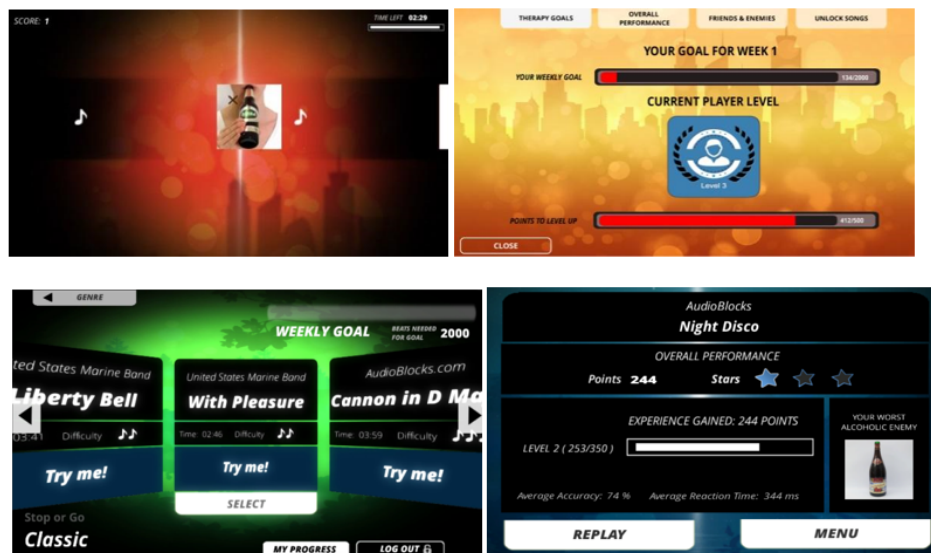 SCORE: 1
TIME LEFT 02:29
THERAPY GOALS
OVERALL
PERFORMANCE
FRIENDS & ENEMIES
UNLOCK SONGS
YOUR GOAL FOR WEEK 1
YOUR WEEKLY GOAL
134/2000
CURRENT PLAYER LEVEL
Level 3
POINTS TO LEVEL UP
412/500
CLOSE
GENRE
WEEKLY GOAL
BEATS NEEDED
FOR GOAL
2000
ted States Marine Band
Liberty Bell
03:41 Difficulty
Try me!
United States Marine Band
With Pleasure
Time: 02:46 Difficulty
Try me!
SELECT
AudioBlocks.com
Cannon in D Ma
Time: 03:59 Difficulty
Try me!
Stop or Go
Classic
MY PROGRESS
LOG OUT
AudioBlocks
Night Disco
OVERALL PERFORMANCE
Points 244
Stars
EXPERIENCE GAINED: 244 POINTS
LEVEL 2 ( 253/350 )
Average Accuracy: 74 %
Average Reaction Time: 344 ms
YOUR WORST
ALCOHOLIC ENEMY
REPLAY
MENU